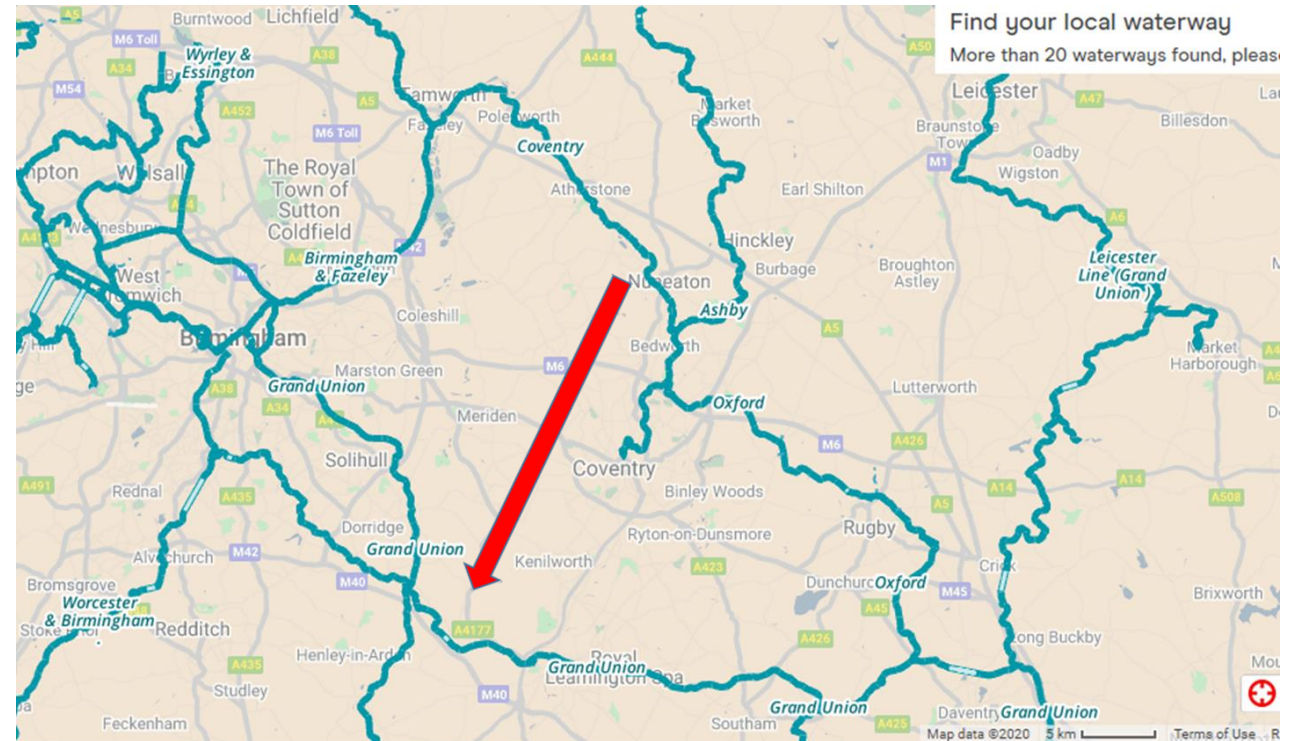 Find your local waterway
More than 20 waterways found, please
A5
Burntwood
Lichfield
M6 Toll
A34
Wyrley &
Essington
A38
A444
A50
Leicester
A47
M54
A452
A5
Tamworth
Fazeley
Polesworth
Market
Bosworth
Braunstone
Town
Billesdon
M6 Toll
Coventry
M1
Oadby
Wigston
Walsall
The Royal
Town of
Sutton
Coldfield
Atherstone
Earl Shilton
A6
Wednesbury
Birmingham
& Fazeley
Hinckley
Burbage
Broughton
Astley
Leicester
Line (Grand
Union )
West
Bromwich
Nuneaton
Ashby
Coleshill
A5
Birmingham
Bedworth
Market
Harborough
Marston Green
M6
Grand Union
A38
A34
Meriden
Oxford
Lutterworth
M6
A426
Solihull
Coventry
A14
A14
A491
Rednal
A435
Binley Woods
A5
A508
Dorridge
Ryton-on-Dunsmore
Rugby
Alvechurch
M42
Grand Union
Kenilworth
A423
Crick
Bromsgrove
M40
Dunchurch
Oxford
M45
Brixworth
Worcester
& Birmingham
A45
Redditch
A4177
A426
Long Buckby
Henley-in-Arden
A435
Grand Union
Royal
Leamington Spa
Studley
M40
Grand Union
Daventry
Grand Union
Feckenham
Southam
A425
Map data ©2020
5 km
Terms of Use